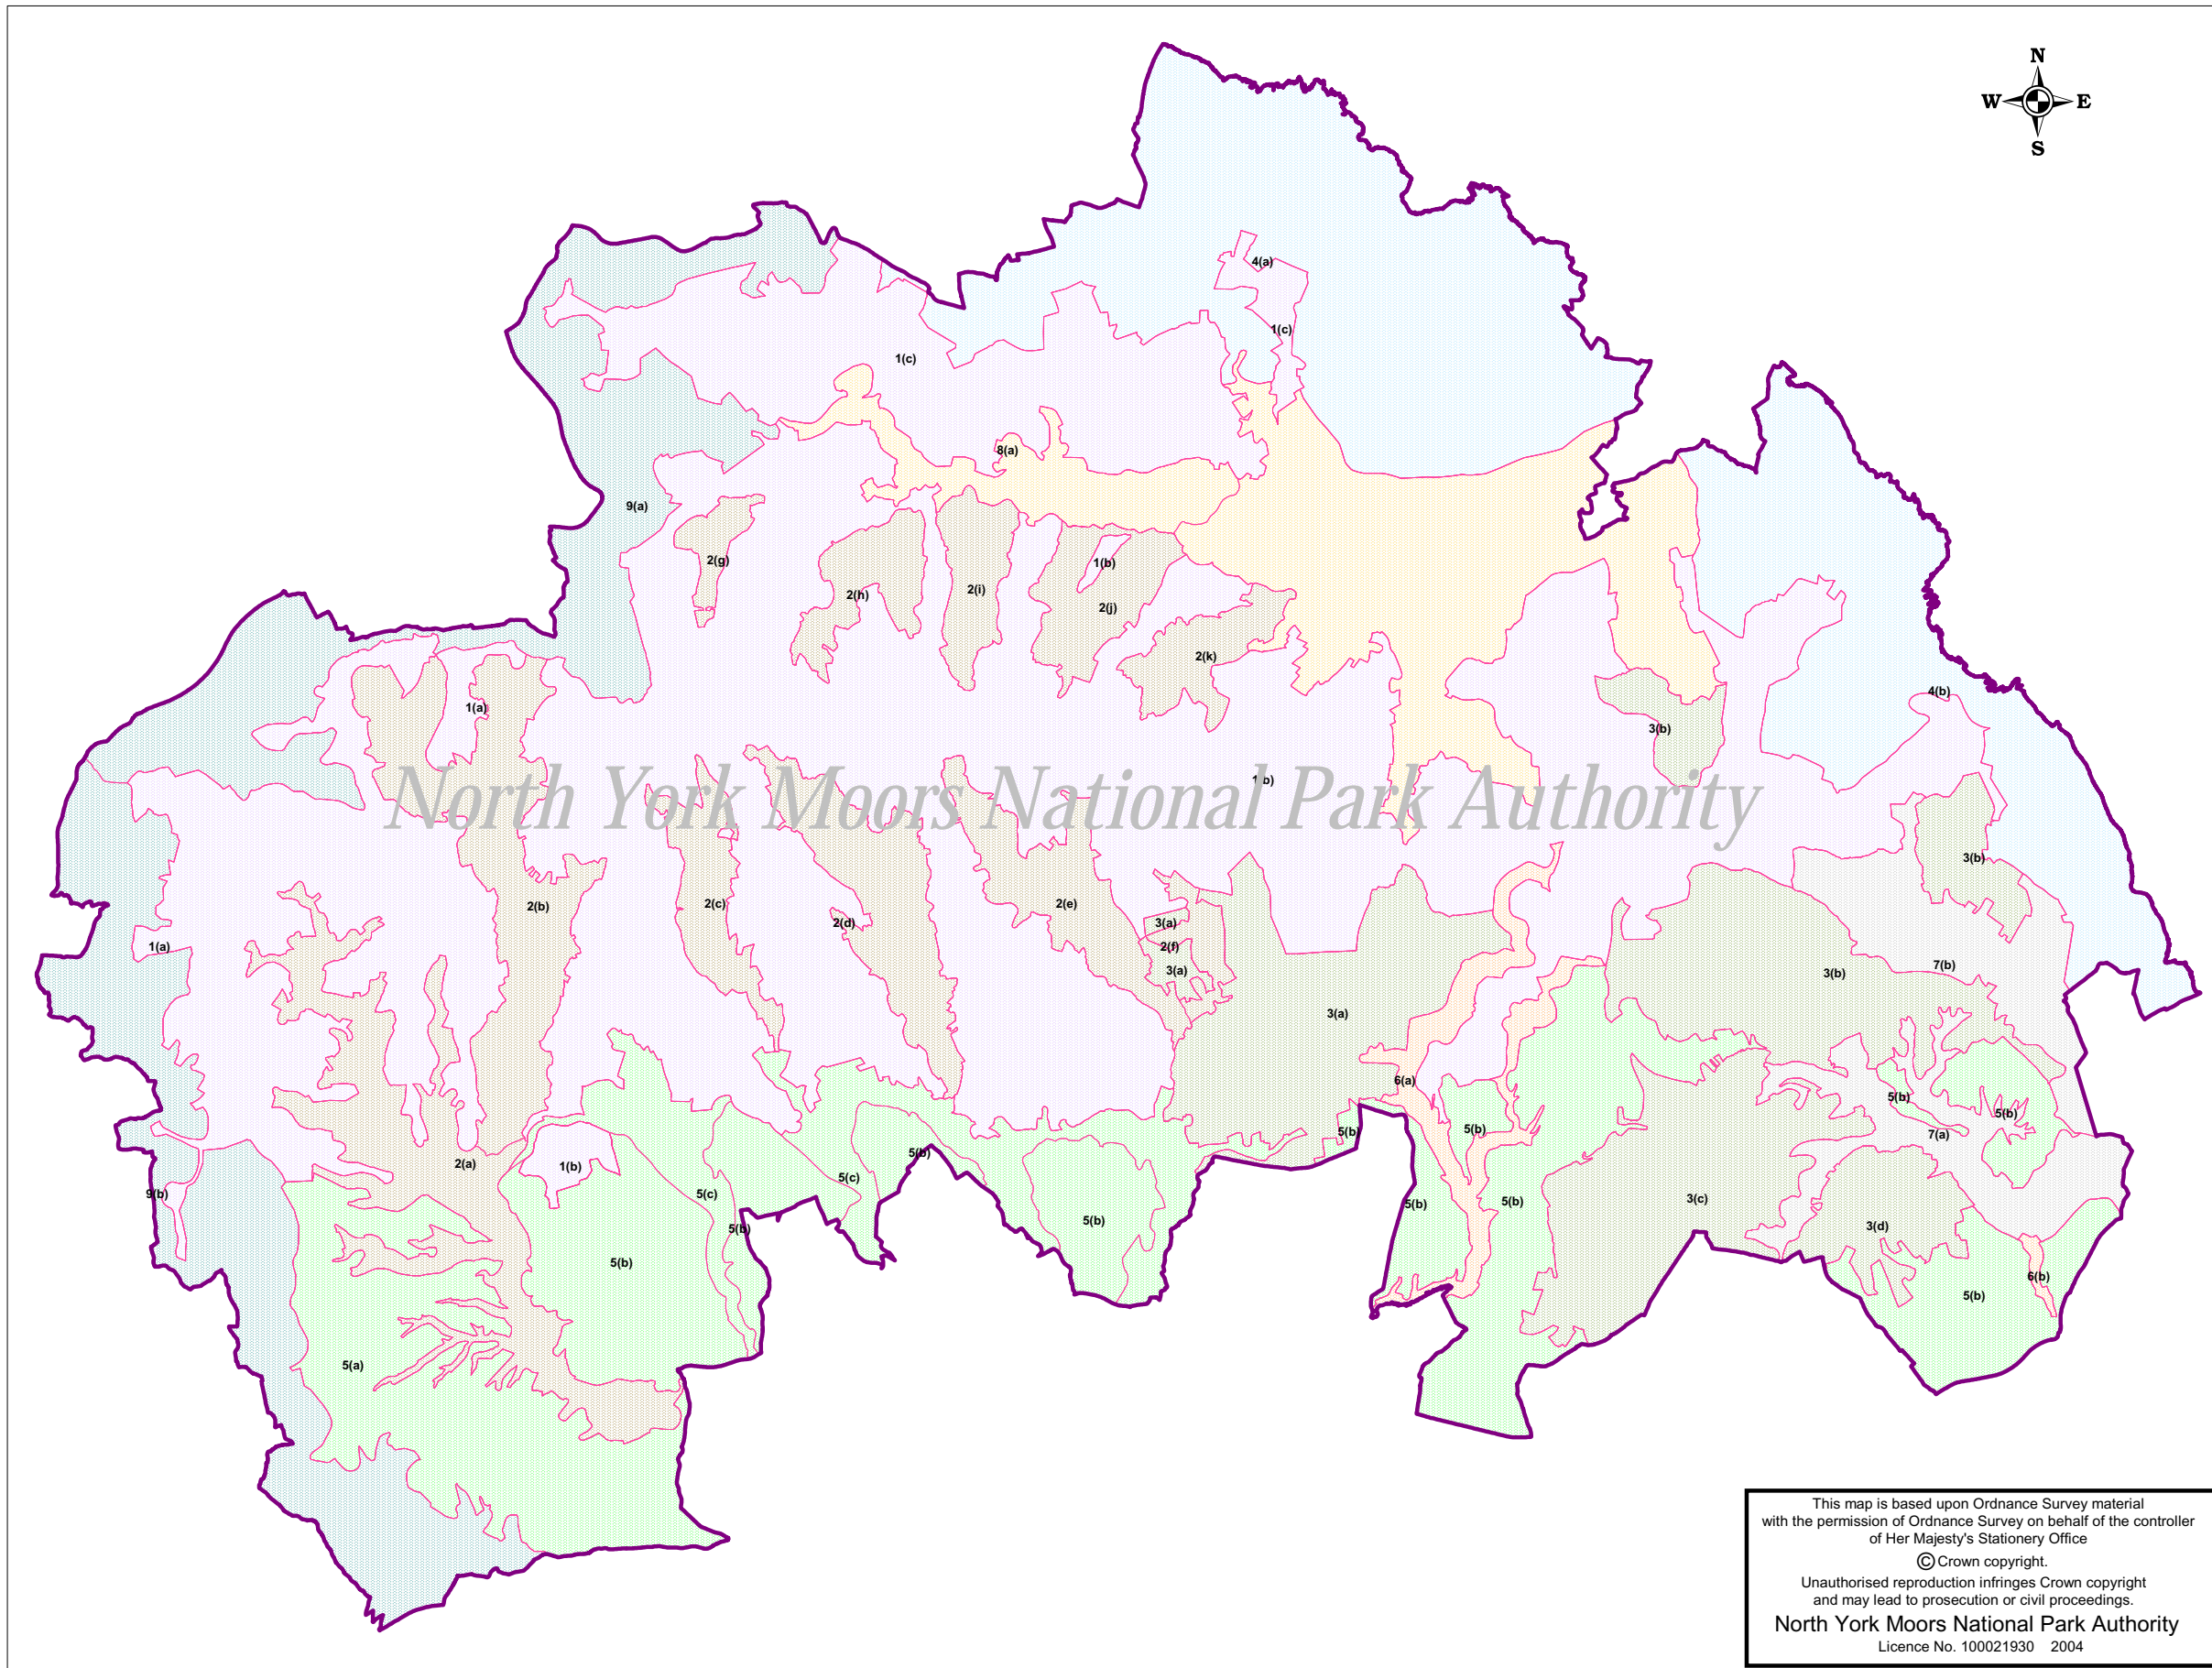 N
W E
S
4(a)
1(c)
1(c)
8(a)
9(a)
2(g)
1(b)
2(h)
2(i)
2(j)
2(k)
4(b)
1(a)
3(b)
North York Moors National Park Authority
1(b)
3(b)
2(b)
2(c)
2(d)
2(e)
3(a)
1(a)
2(f)
3(a)
7(b)
3(b)
3(a)
6(a)
5(b)
5(b)
5(b)
5(b)
7(a)
5(b)
2(a)
1(b)
5(c)
9(b)
5(c)
3(c)
5(b)
5(b)
5(b)
5(b)
3(d)
5(b)
6(b)
5(b)
5(a)
This map is based upon Ordnance Survey material
with the permission of Ordnance Survey on behalf of the controller
of Her Majesty's Stationery Office
© Crown copyright.
Unauthorised reproduction infringes Crown copyright
and may lead to prosecution or civil proceedings.
North York Moors National Park Authority
Licence No. 100021930 2004